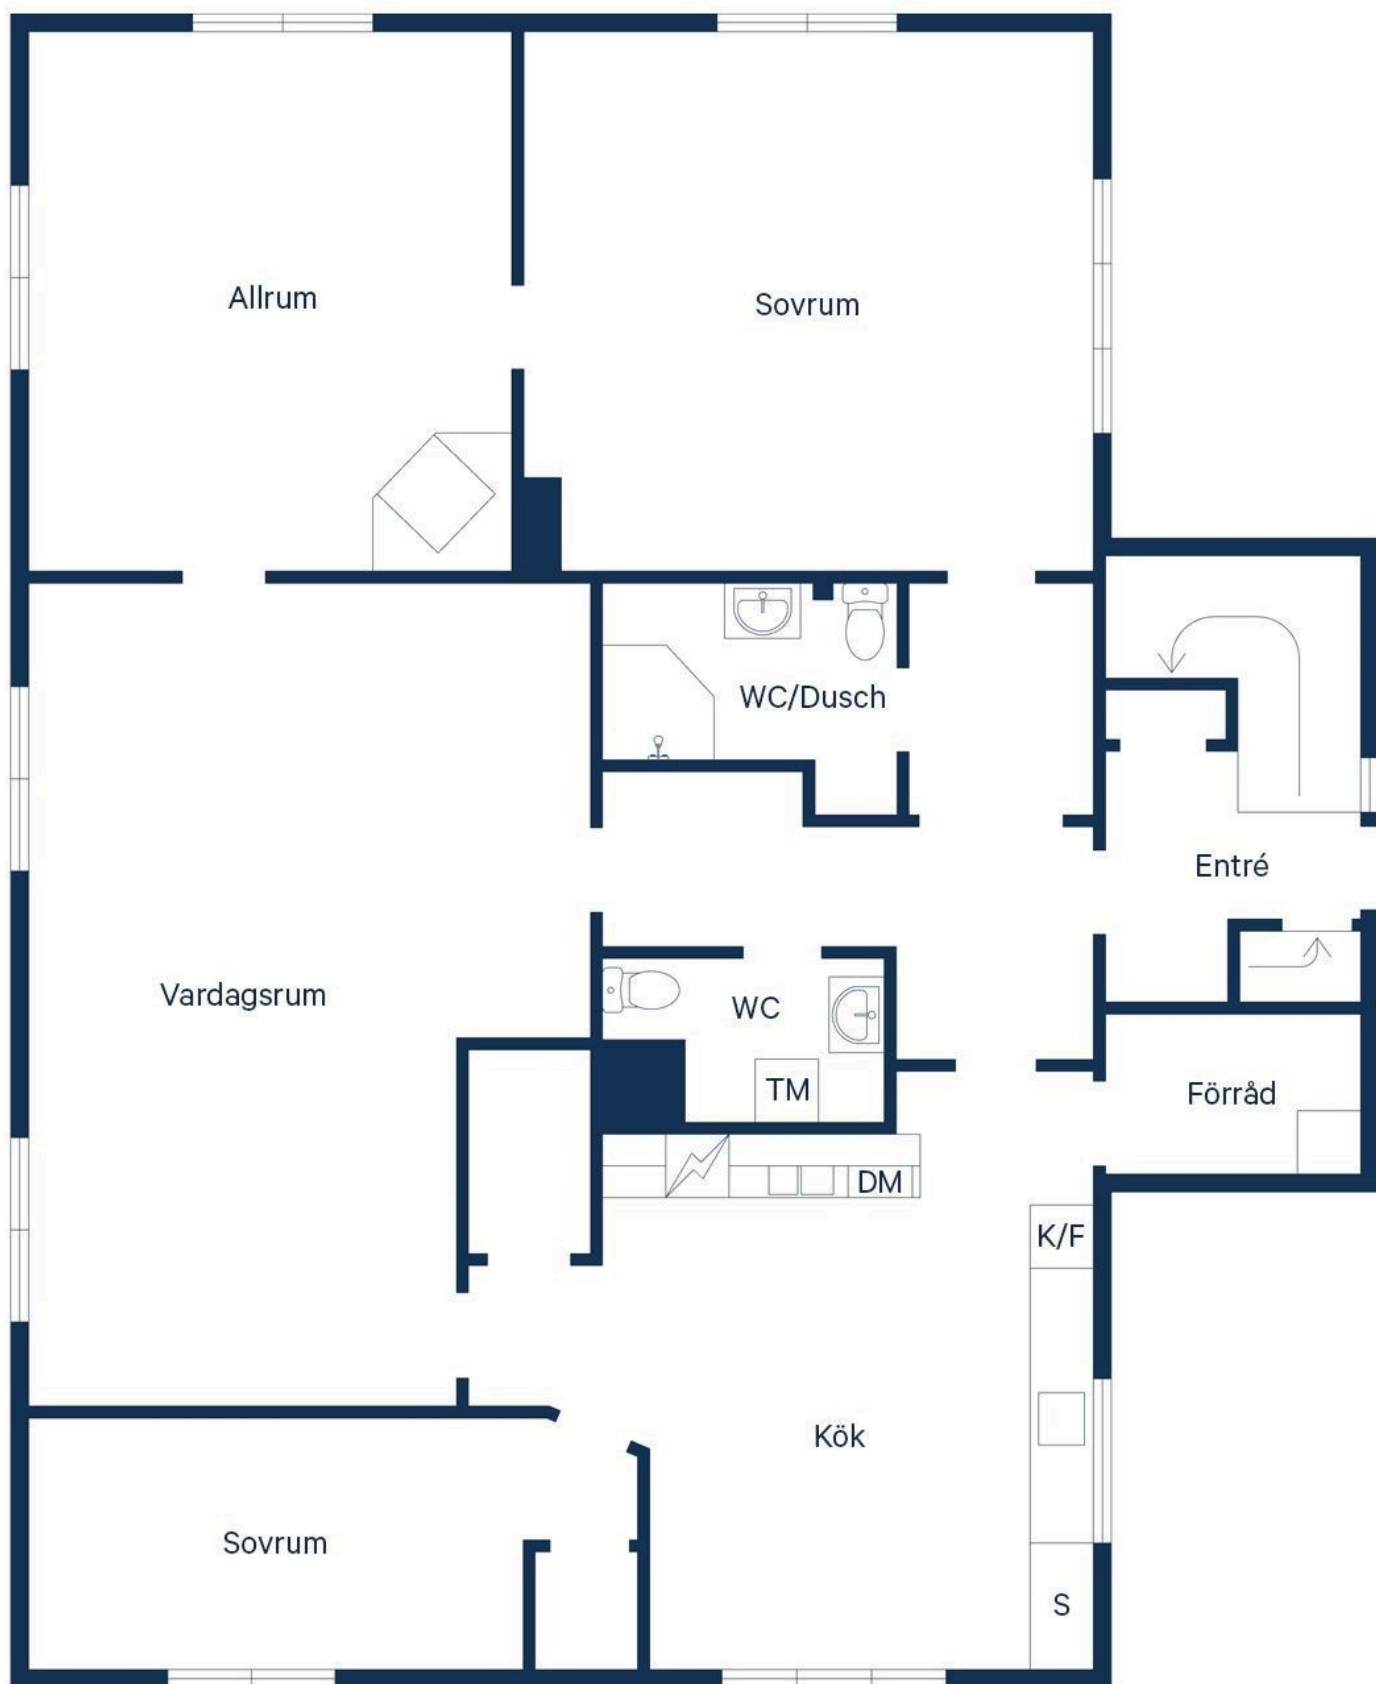 Allrum
Sovrum
WC/Dusch
Entré
Vardagsrum
WC
TM
Förråd
DM
K/F
Kök
Sovrum
S